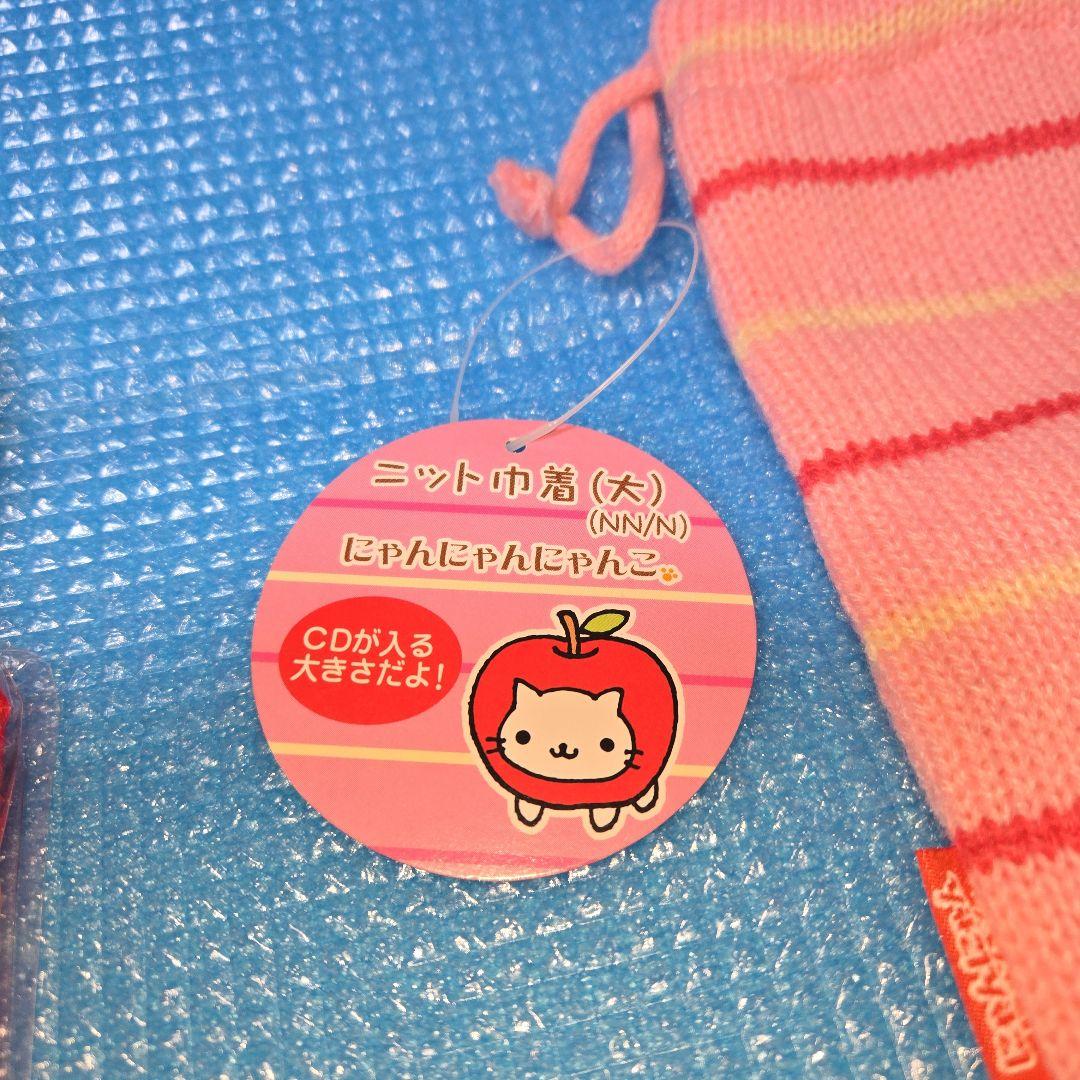 ニット巾着(大)
(NN/N)
にゃんにゃんにゃんこ
CDが入る
大きさだよ!